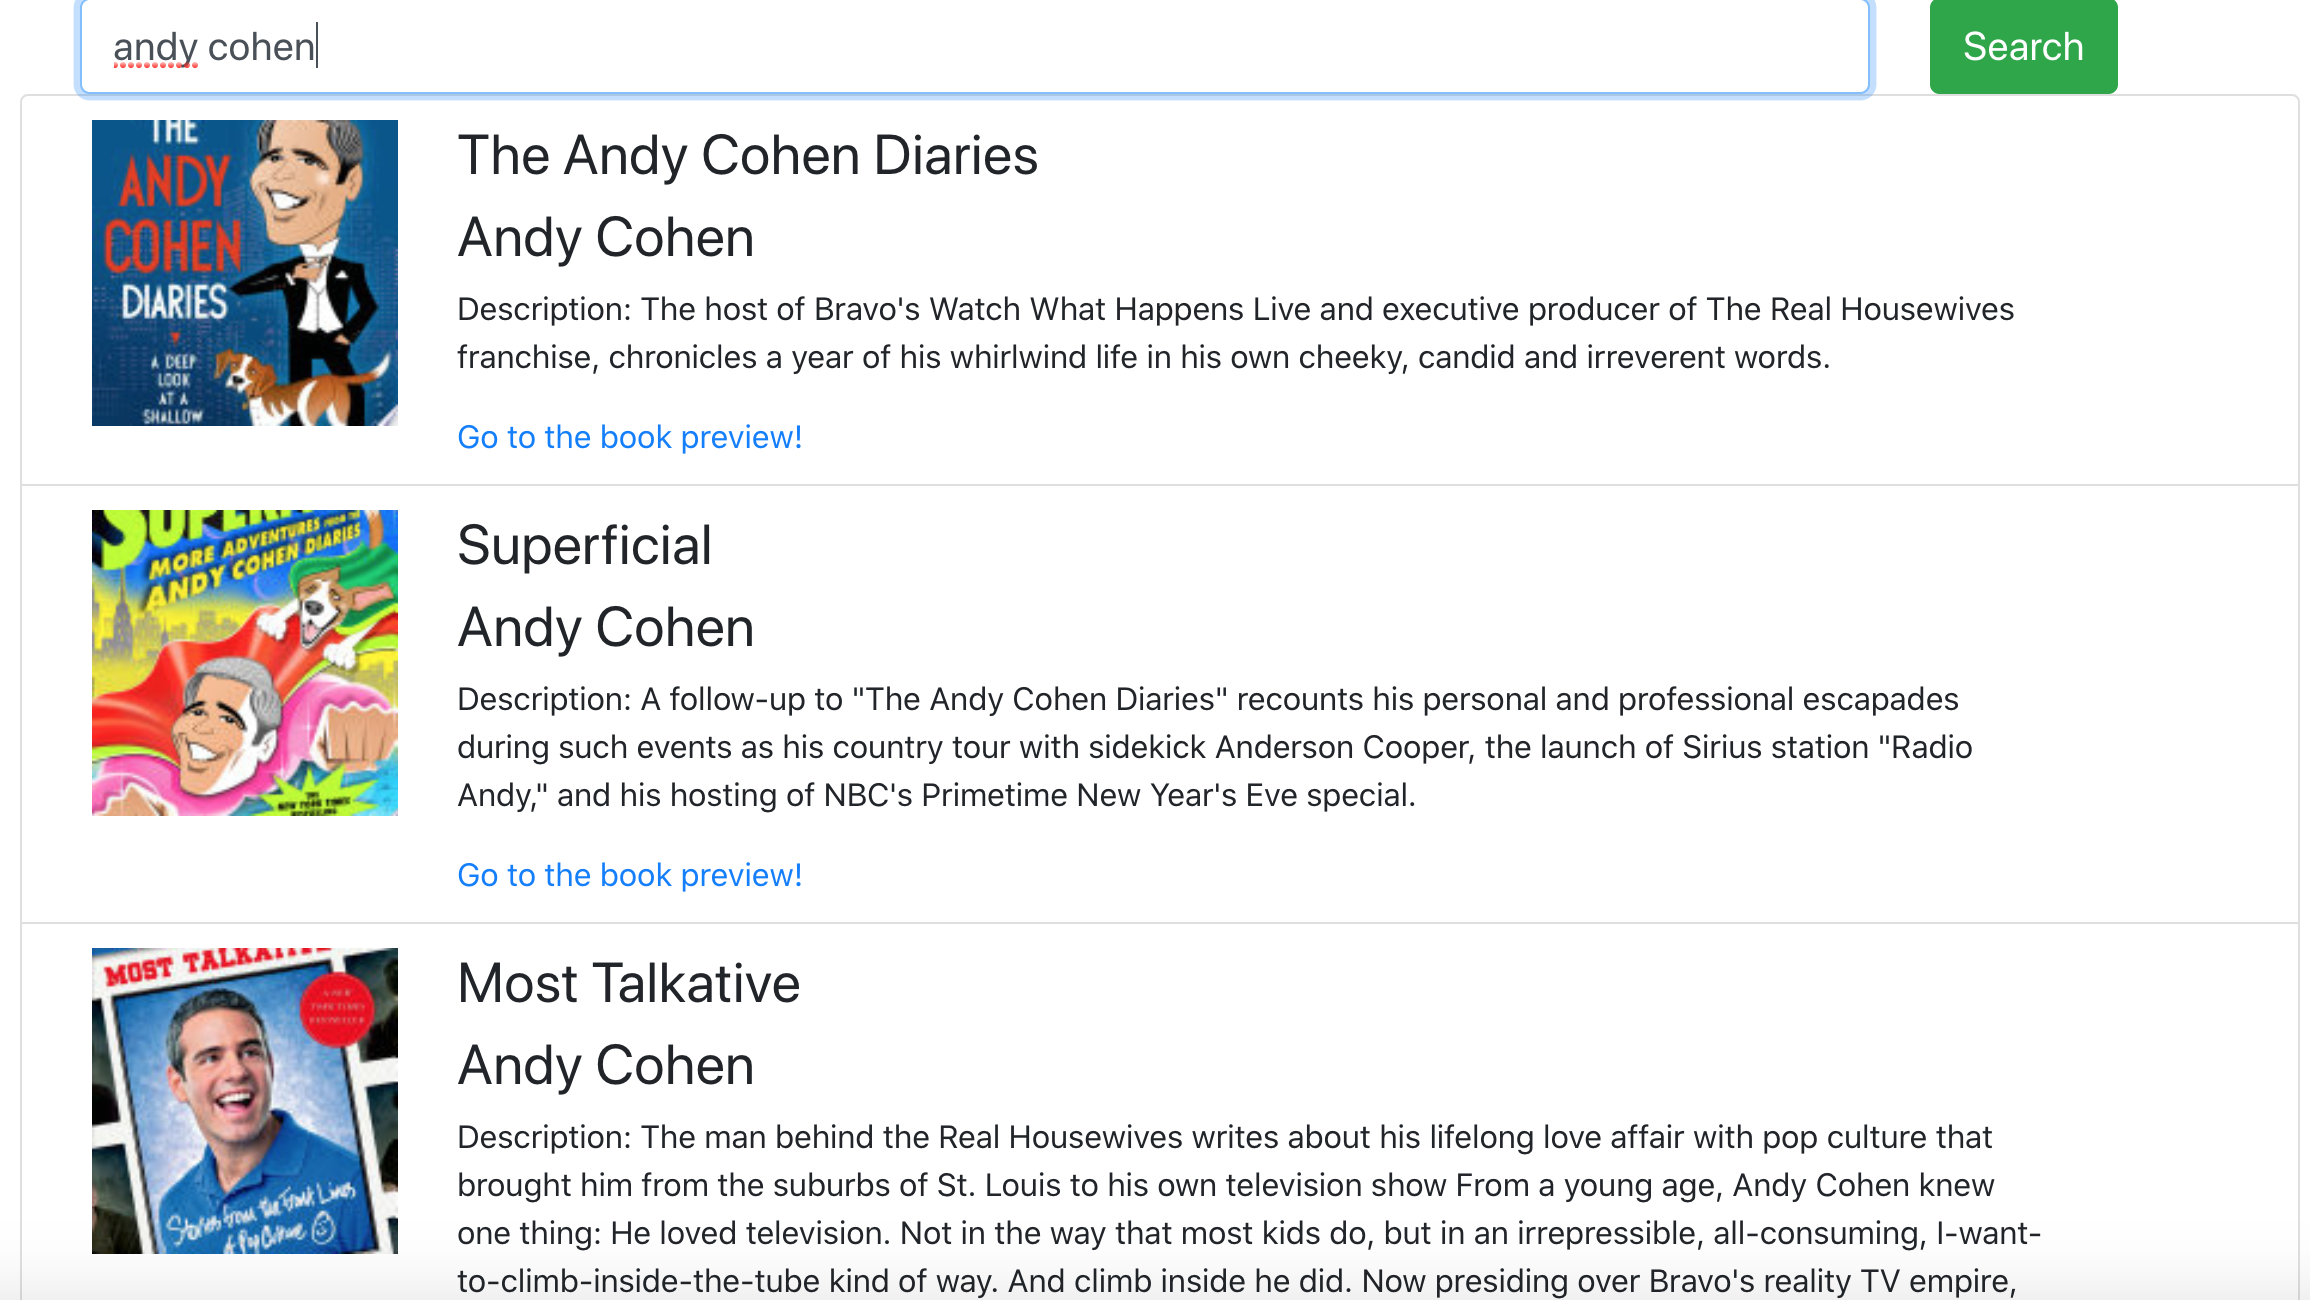 andy cohen
Search
THE
ANDY
COHEN
DIARIES
A DEEP
LOOK
AT A
SHALLOW
The Andy Cohen Diaries
Andy Cohen
Description: The host of Bravo's Watch What Happens Live and executive producer of The Real Housewives
franchise, chronicles a year of his whirlwind life in his own cheeky, candid and irreverent words.
Go to the book preview!
MORE ADVENTURES FROM THE
ANDY COHEN DIARIES
Superficial
Andy Cohen
Description: A follow-up to "The Andy Cohen Diaries" recounts his personal and professional escapades
during such events as his country tour with sidekick Anderson Cooper, the launch of Sirius station "Radio
Andy," and his hosting of NBC's Primetime New Year's Eve special.
Go to the book preview!
MOST TALKATIVE
Stories from the Front Lines
of Pop Culture
Most Talkative
Andy Cohen
Description: The man behind the Real Housewives writes about his lifelong love affair with pop culture that
brought him from the suburbs of St. Louis to his own television show From a young age, Andy Cohen knew
one thing: He loved television. Not in the way that most kids do, but in an irrepressible, all-consuming, I-want-
to-climb-inside-the-tube kind of way. And climb inside he did. Now presiding over Bravo's reality TV empire,